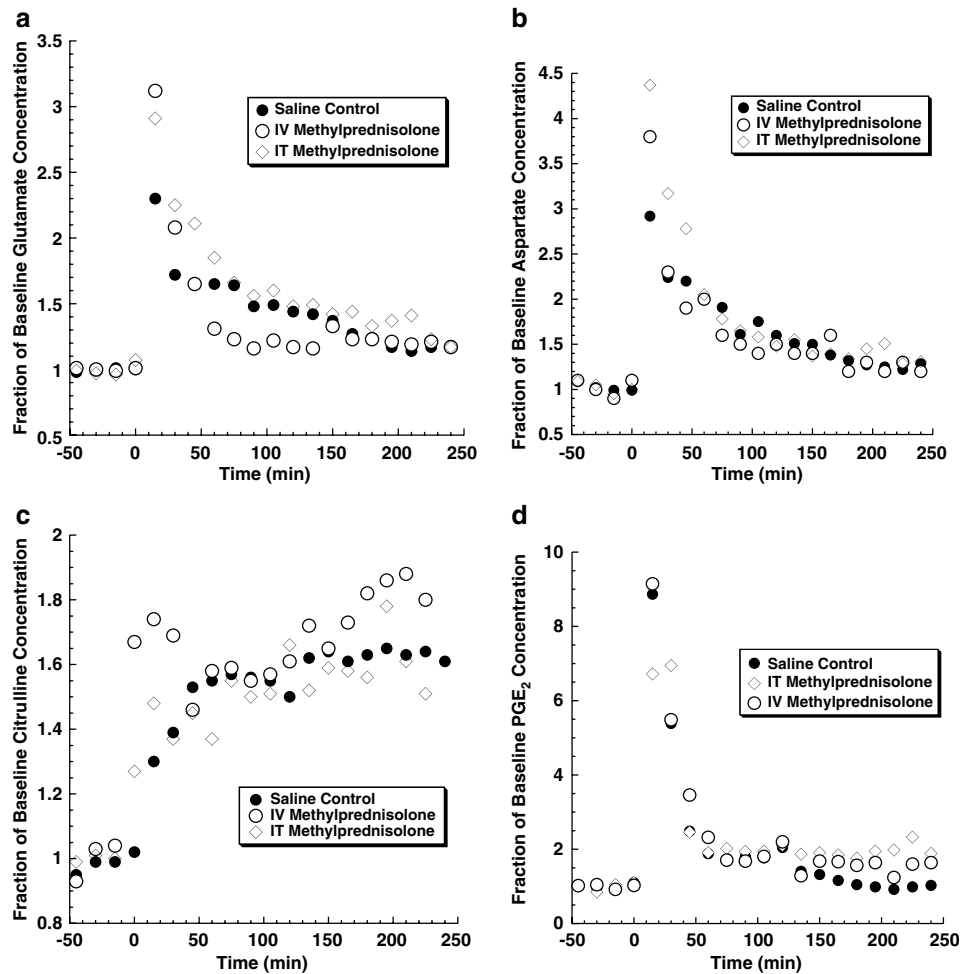 a
Fraction of Baseline Glutamate Concentration
3.5
3
2.5
2
1.5
1
0.5
Saline Control
IV Methylprednisolone
IT Methylprednisolone
-50 0 50 100 150 200 250
Time (min)
b
Fraction of Baseline Aspartate Concentration
4.5
4
3.5
3
2.5
2
1.5
1
0.5
Saline Control
IV Methylprednisolone
IT Methylprednisolone
-50 0 50 100 150 200 250
Time (min)
c
Fraction of Baseline Citrulline Concentration
2
1.8
1.6
1.4
1.2
1
0.8
Saline Control
IV Methylprednisolone
IT Methylprednisolone
-50 0 50 100 150 200 250
Time (min)
d
Fraction of Baseline PGE₂ Concentration
10
8
6
4
2
0
Saline Control
IT Methylprednisolone
IV Methylprednisolone
-50 0 50 100 150 200 250
Time (min)